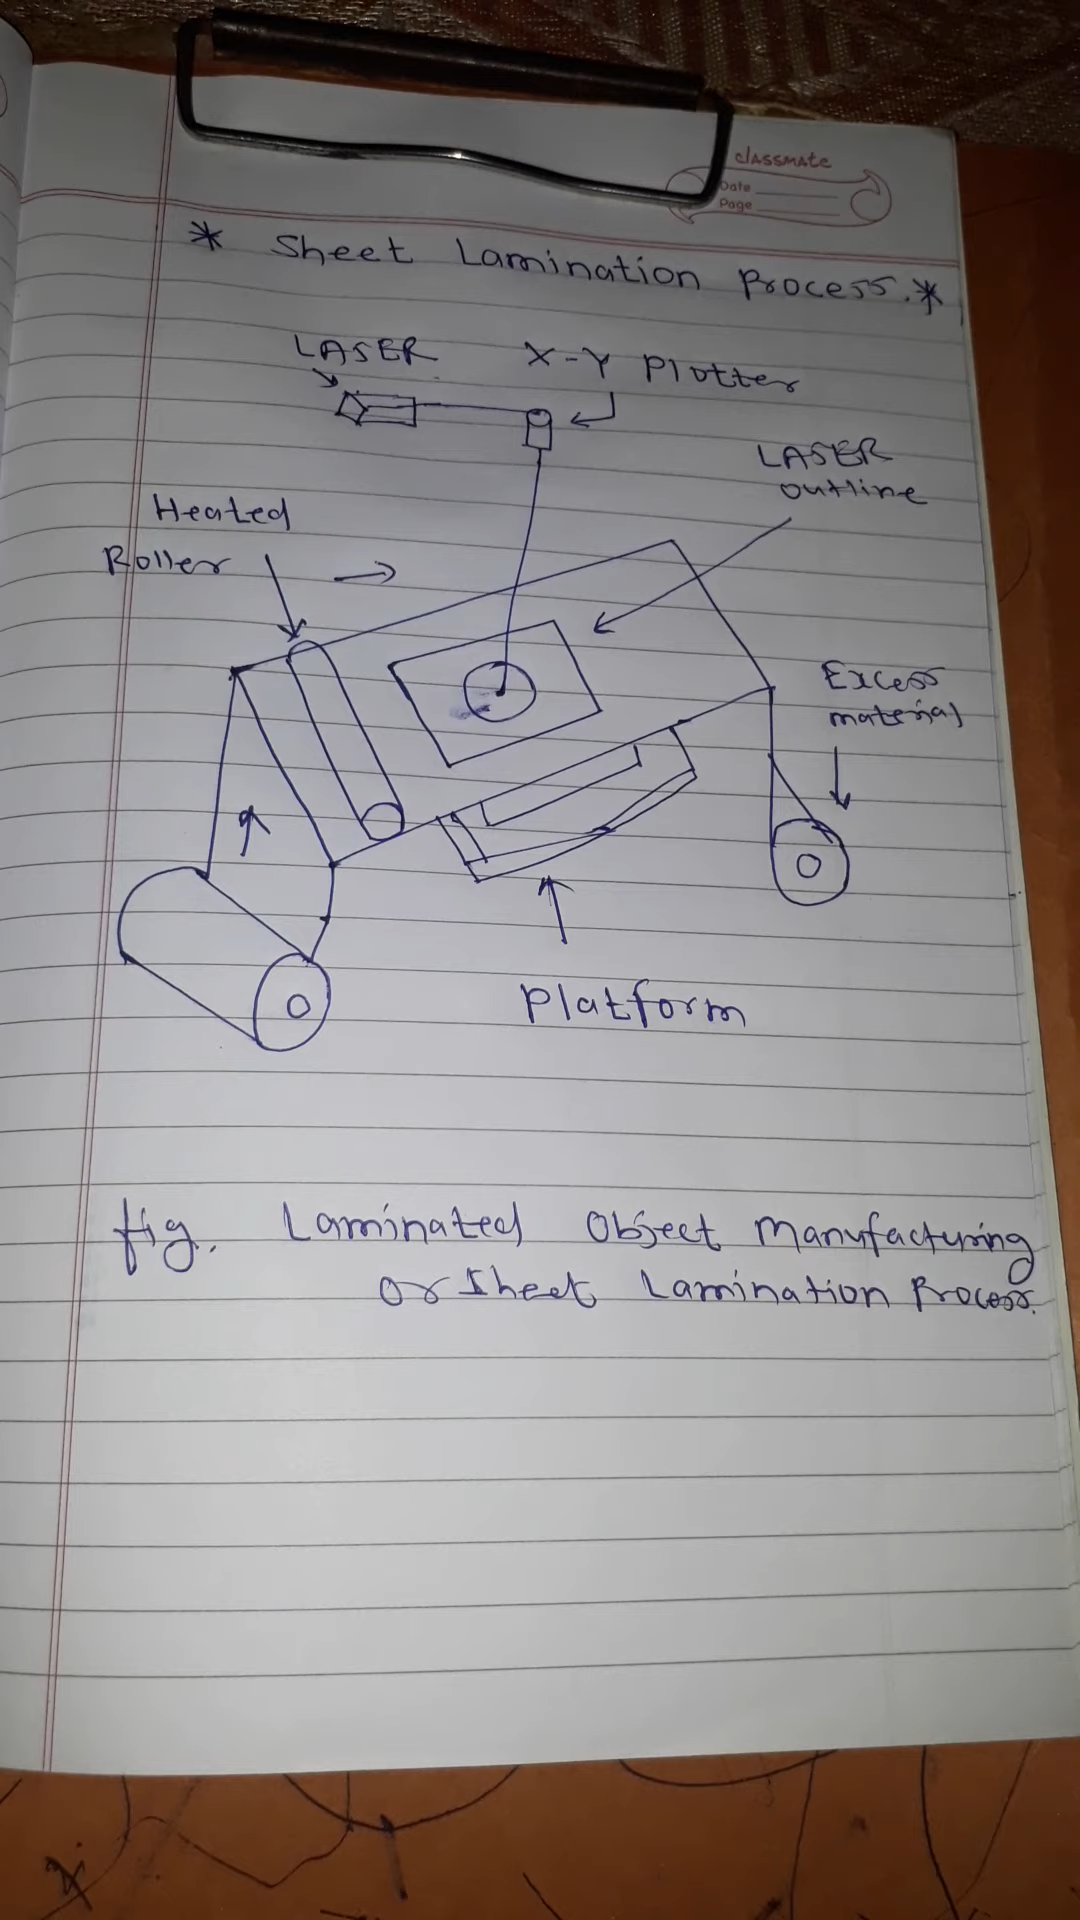 classmate
Date
Page
* Sheet Lamination Process. *
LASER
X-Y Plotter
LASER
outline
Heated
Roller
Excess
material
Platform
fig. Laminated Object Manufacturing
or Sheet Lamination Process.